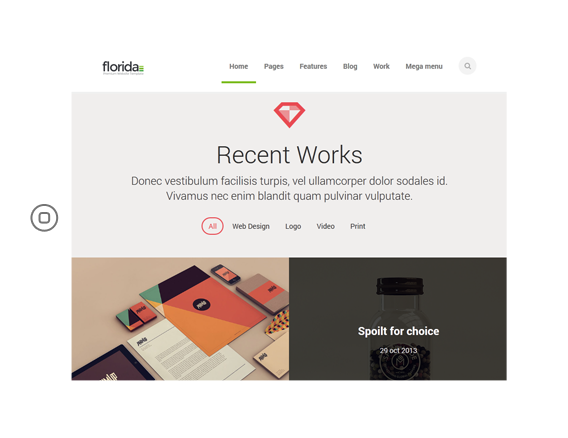 florida
Home Pages Features Blog Work Mega menu
Recent Works
Donec vestibulum facilisis turpis, vel ullamcorper dolor sodales id.
Vivamus nec enim blandit quam pulvinar vulputate.
All Web Design Logo Video Print
Spoilt for choice
29 oct 2013